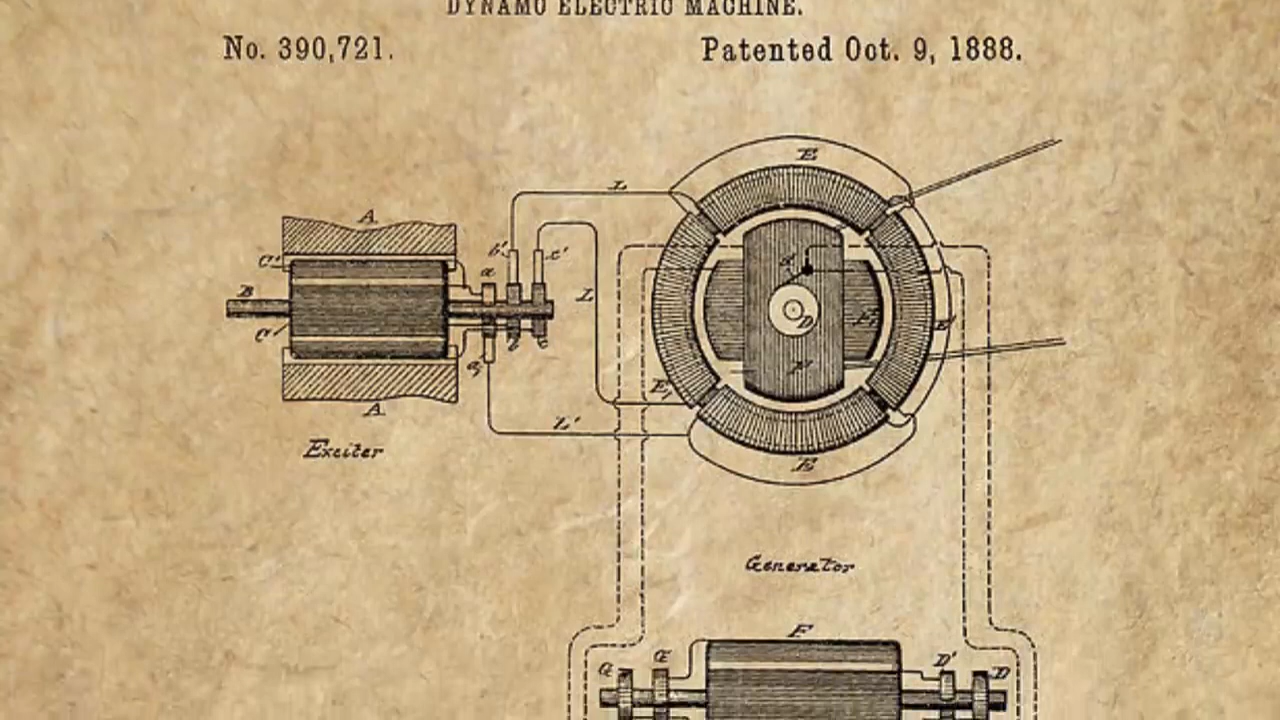 DYNAMO ELECTRIC MACHINE.
No. 390,721. Patented Oct. 9, 1888.
E
L
A
b' c'
C' a
B
L
d
D
F'
E'
C
b c
a'
F
E'
A
L'
Exciter
E
Generator
F
G G' D' D